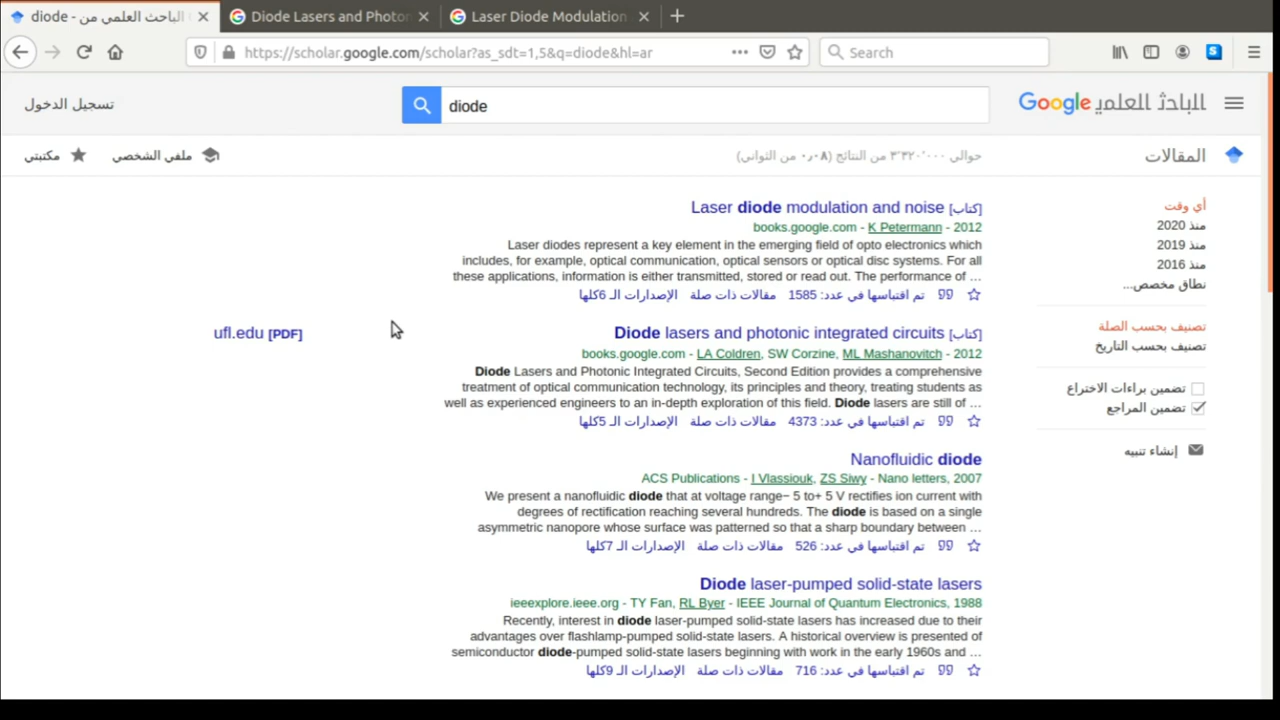 diode - الباحث العلمي من
Diode Lasers and Photon
Laser Diode Modulation
https://scholar.google.com/scholar?as_sdt=1,5&q=diode&hl=ar
Search
الباحث العلمي Google
diode
تسجيل الدخول
المقالات
حوالي ٣٬٣٢٠٬٠٠٠ من النتائج (٠٫٠٨ من الثواني)
ملفي الشخصي
مكتبتي
أي وقت
منذ 2020
منذ 2019
منذ 2016
نطاق مخصص...
تصنيف بحسب الصلة
تصنيف بحسب التاريخ
تضمين براءات الاختراع
تضمين المراجع
إنشاء تنبيه
[كتاب] Laser diode modulation and noise
books.google.com - K Petermann - 2012
Laser diodes represent a key element in the emerging field of opto electronics which
includes, for example, optical communication, optical sensors or optical disc systems. For all
these applications, information is either transmitted, stored or read out. The performance of ...
تم اقتباسها في عدد: 1585 مقالات ذات صلة الإصدارات الـ 6كلها
[كتاب] Diode lasers and photonic integrated circuits
books.google.com - LA Coldren, SW Corzine, ML Mashanovitch - 2012
Diode Lasers and Photonic Integrated Circuits, Second Edition provides a comprehensive
treatment of optical communication technology, its principles and theory, treating students as
well as experienced engineers to an in-depth exploration of this field. Diode lasers are still of ...
تم اقتباسها في عدد: 4373 مقالات ذات صلة الإصدارات الـ 5كلها
ufl.edu [PDF]
Nanofluidic diode
ACS Publications - I Vlassiouk, ZS Siwy - Nano letters, 2007
We present a nanofluidic diode that at voltage range− 5 to+ 5 V rectifies ion current with
degrees of rectification reaching several hundreds. The diode is based on a single
asymmetric nanopore whose surface was patterned so that a sharp boundary between ...
تم اقتباسها في عدد: 526 مقالات ذات صلة الإصدارات الـ 7كلها
Diode laser-pumped solid-state lasers
ieeexplore.ieee.org - TY Fan, RL Byer - IEEE Journal of Quantum Electronics, 1988
Recently, interest in diode laser-pumped solid-state lasers has increased due to their
advantages over flashlamp-pumped solid-state lasers. A historical overview is presented of
semiconductor diode-pumped solid-state lasers beginning with work in the early 1960s and ...
تم اقتباسها في عدد: 716 مقالات ذات صلة الإصدارات الـ 9كلها